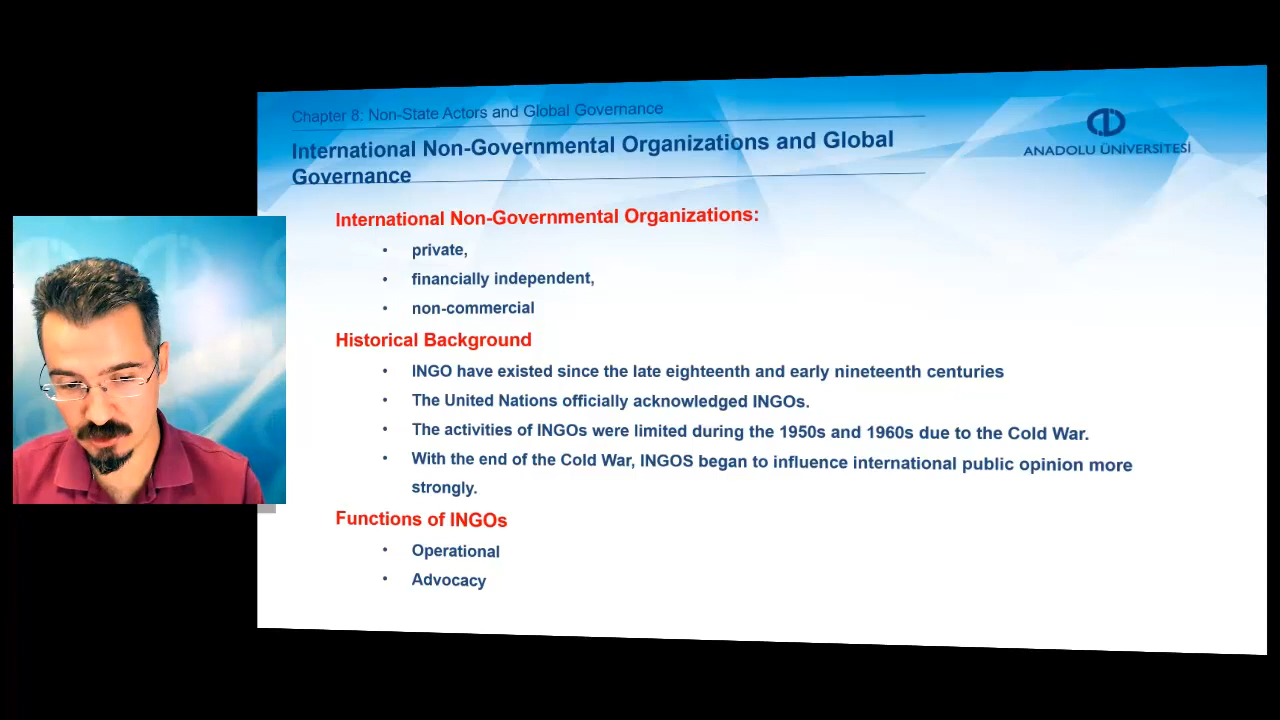 Chapter 8: Non-State Actors and Global Governance
International Non-Governmental Organizations and Global
Governance
ANADOLU ÜNİVERSİTESİ
International Non-Governmental Organizations:
• private,
• financially independent,
• non-commercial
Historical Background
• INGO have existed since the late eighteenth and early nineteenth centuries
• The United Nations officially acknowledged INGOs.
• The activities of INGOs were limited during the 1950s and 1960s due to the Cold War.
• With the end of the Cold War, INGOS began to influence international public opinion more
strongly.
Functions of INGOs
• Operational
• Advocacy